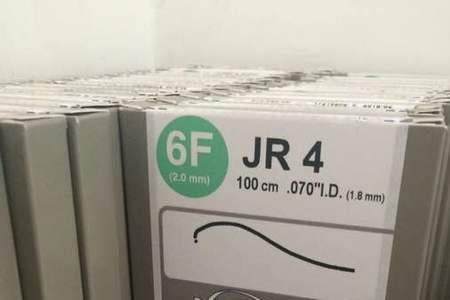 6F
(2.0 mm)
JR 4
100 cm .070"I.D. (1.8 mm)